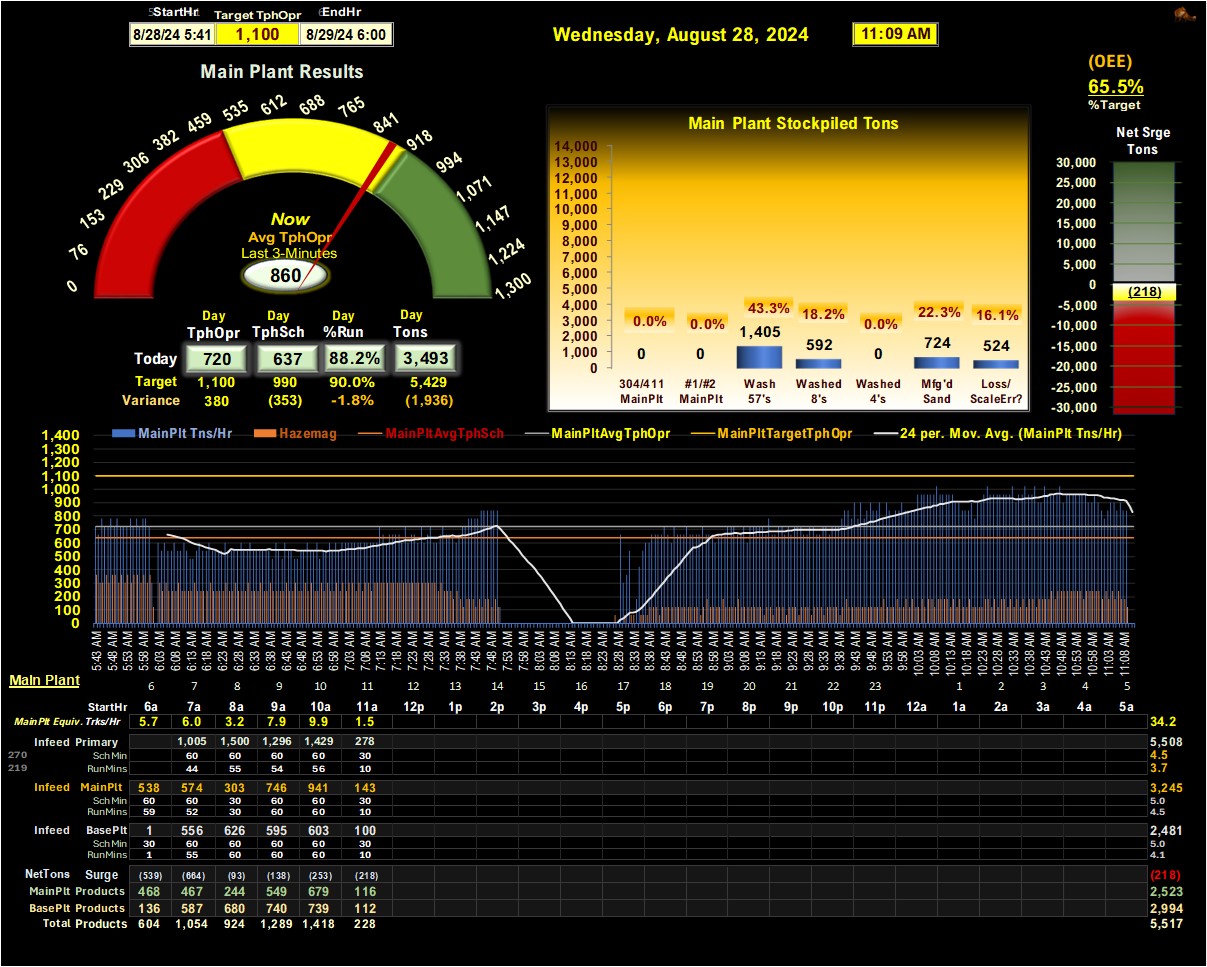 StartHr Target TphOpr EndHr
8/28/24 5:41 1,100 8/29/24 6:00
Wednesday, August 28, 2024 11:09 AM
(OEE)
65.5%
%Target
Main Plant Results
0 76 153 229 306 382 459 535 612 688 765 841 918 994 1,071 1,147 1,224 1,300
Now
Avg TphOpr
Last 3-Minutes
860
Day Day Day Day
TphOpr TphSch %Run Tons
Today 720 637 88.2% 3,493
Target 1,100 990 90.0% 5,429
Variance 380 (353) -1.8% (1,936)
Main Plant Stockpiled Tons
14,000
13,000
12,000
11,000
10,000
9,000
8,000
7,000
6,000
5,000
4,000
3,000
2,000
1,000
0
0.0% 0.0% 43.3% 18.2% 0.0% 22.3% 16.1%
0 0 1,405 592 0 724 524
304/411 #1/#2 Wash Washed Washed Mfg'd Loss/
MainPlt MainPlt 57's 8's 4's Sand ScaleErr?
Net Srge
Tons
30,000
25,000
20,000
15,000
10,000
5,000
0
(218)
-5,000
-10,000
-15,000
-20,000
-25,000
-30,000
MainPlt Tns/Hr Hazemag MainPltAvgTphSch MainPltAvgTphOpr MainPltTargetTphOpr 24 per. Mov. Avg. (MainPlt Tns/Hr)
1,400
1,300
1,200
1,100
1,000
900
800
700
600
500
400
300
200
100
0
5:43 AM 5:48 AM 5:53 AM 5:58 AM 6:03 AM 6:08 AM 6:13 AM 6:18 AM 6:23 AM 6:28 AM 6:33 AM 6:38 AM 6:43 AM 6:48 AM 6:53 AM 6:58 AM 7:03 AM 7:08 AM 7:13 AM 7:18 AM 7:23 AM 7:28 AM 7:33 AM 7:38 AM 7:43 AM 7:48 AM 7:53 AM 7:58 AM 8:03 AM 8:08 AM 8:13 AM 8:18 AM 8:23 AM 8:28 AM 8:33 AM 8:38 AM 8:43 AM 8:48 AM 8:53 AM 8:58 AM 9:03 AM 9:08 AM 9:13 AM 9:18 AM 9:23 AM 9:28 AM 9:33 AM 9:38 AM 9:43 AM 9:48 AM 9:53 AM 9:58 AM 10:03 AM 10:08 AM 10:13 AM 10:18 AM 10:23 AM 10:28 AM 10:33 AM 10:38 AM 10:43 AM 10:48 AM 10:53 AM 10:58 AM 11:03 AM 11:08 AM
Main Plant
6 7 8 9 10 11 12 13 14 15 16 17 18 19 20 21 22 23 1 2 3 4 5
StartHr 6a 7a 8a 9a 10a 11a 12p 1p 2p 3p 4p 5p 6p 7p 8p 9p 10p 11p 12a 1a 2a 3a 4a 5a
MainPlt Equiv. Trks/Hr 5.7 6.0 3.2 7.9 9.9 1.5 34.2
Infeed Primary 1,005 1,500 1,296 1,429 278 5,508
270 Sch Min 60 60 60 60 30 4.5
219 RunMins 44 55 54 56 10 3.7
Infeed MainPlt 538 574 303 746 941 143 3,245
Sch Min 60 60 30 60 60 30 5.0
RunMins 59 52 30 60 60 10 4.5
Infeed BasePlt 1 556 626 595 603 100 2,481
Sch Min 30 60 60 60 60 30 5.0
RunMins 1 55 60 60 60 10 4.1
NetTons Surge (539) (664) (93) (138) (253) (218) (218)
MainPlt Products 468 467 244 549 679 116 2,523
BasePlt Products 136 587 680 740 739 112 2,994
Total Products 604 1,054 924 1,289 1,418 228 5,517